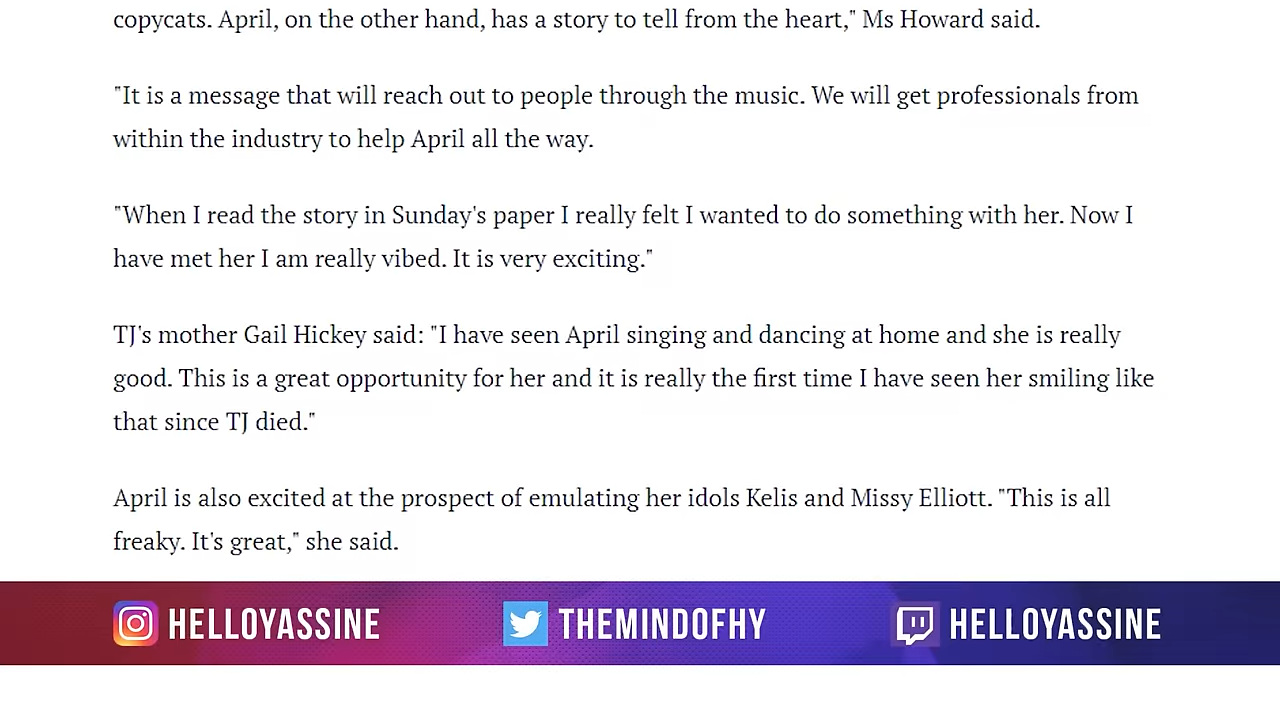 copycats. April, on the other hand, has a story to tell from the heart," Ms Howard said.
"It is a message that will reach out to people through the music. We will get professionals from
within the industry to help April all the way.
"When I read the story in Sunday's paper I really felt I wanted to do something with her. Now I
have met her I am really vibed. It is very exciting."
TJ's mother Gail Hickey said: "I have seen April singing and dancing at home and she is really
good. This is a great opportunity for her and it is really the first time I have seen her smiling like
that since TJ died."
April is also excited at the prospect of emulating her idols Kelis and Missy Elliott. "This is all
freaky. It's great," she said.
HELLOYASSINE THEMINDOFHY HELLOYASSINE